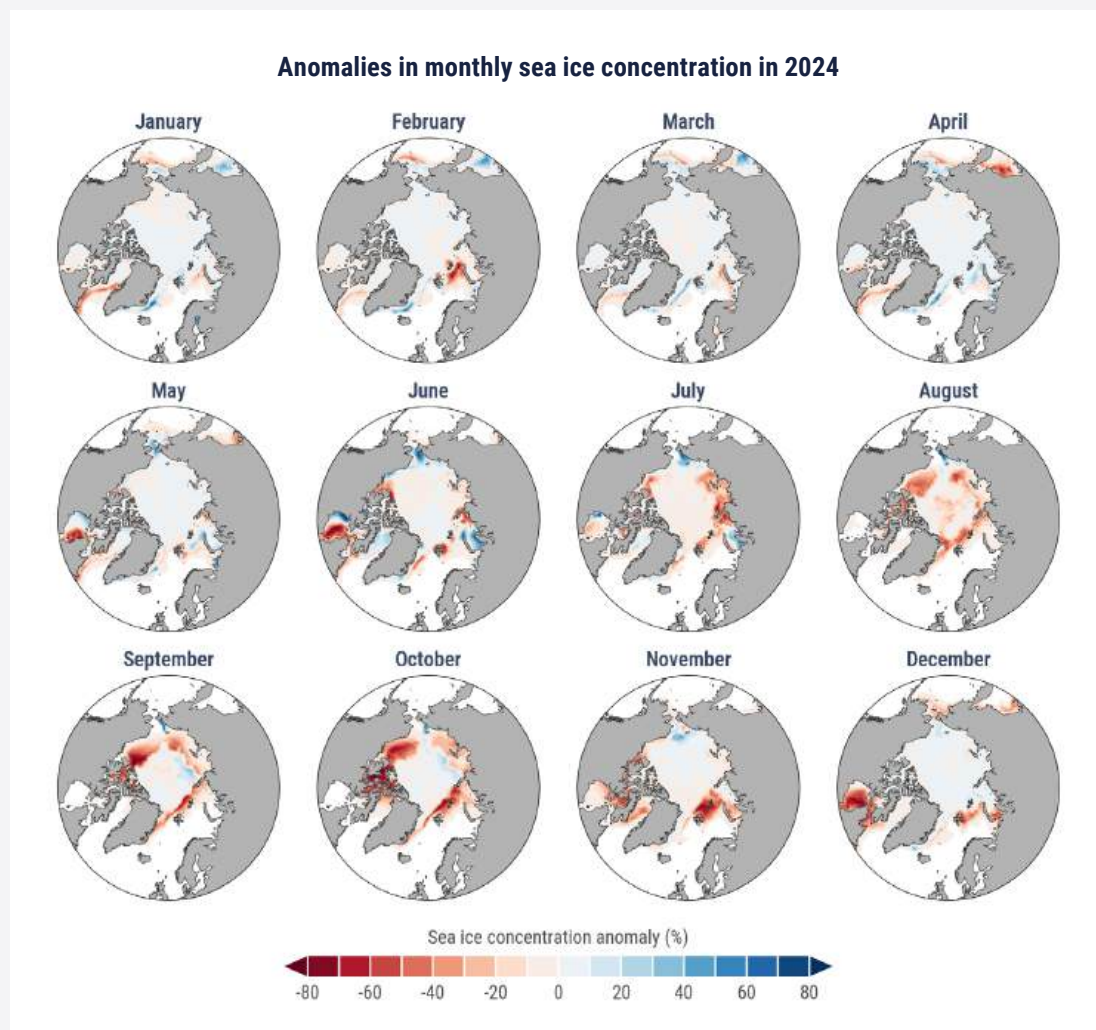 Anomalies in monthly sea ice concentration in 2024
January February March April
May June July August
September October November December
Sea ice concentration anomaly (%)
-80 -60 -40 -20 0 20 40 60 80